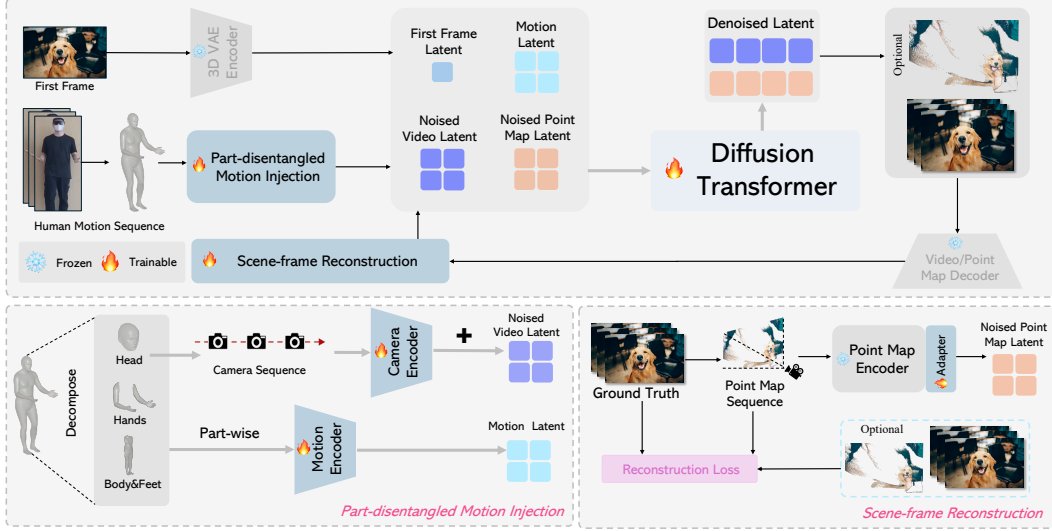 First Frame
3D VAE
Encoder
First Frame
Latent
Motion
Latent
Noised
Video Latent
Noised Point
Map Latent
Human Motion Sequence
Part-disentangled
Motion Injection
Frozen
Trainable
Scene-frame Reconstruction
Denoised Latent
Diffusion
Transformer
Optional
Video/Point
Map Decoder
Decompose
Head
Hands
Body&Feet
Camera Sequence
Camera
Encoder
+
Noised
Video Latent
Part-wise
Motion
Encoder
Motion Latent
Part-disentangled Motion Injection
Ground Truth
Point Map
Sequence
Point Map
Encoder
Adapter
Noised Point
Map Latent
Reconstruction Loss
Optional
Scene-frame Reconstruction